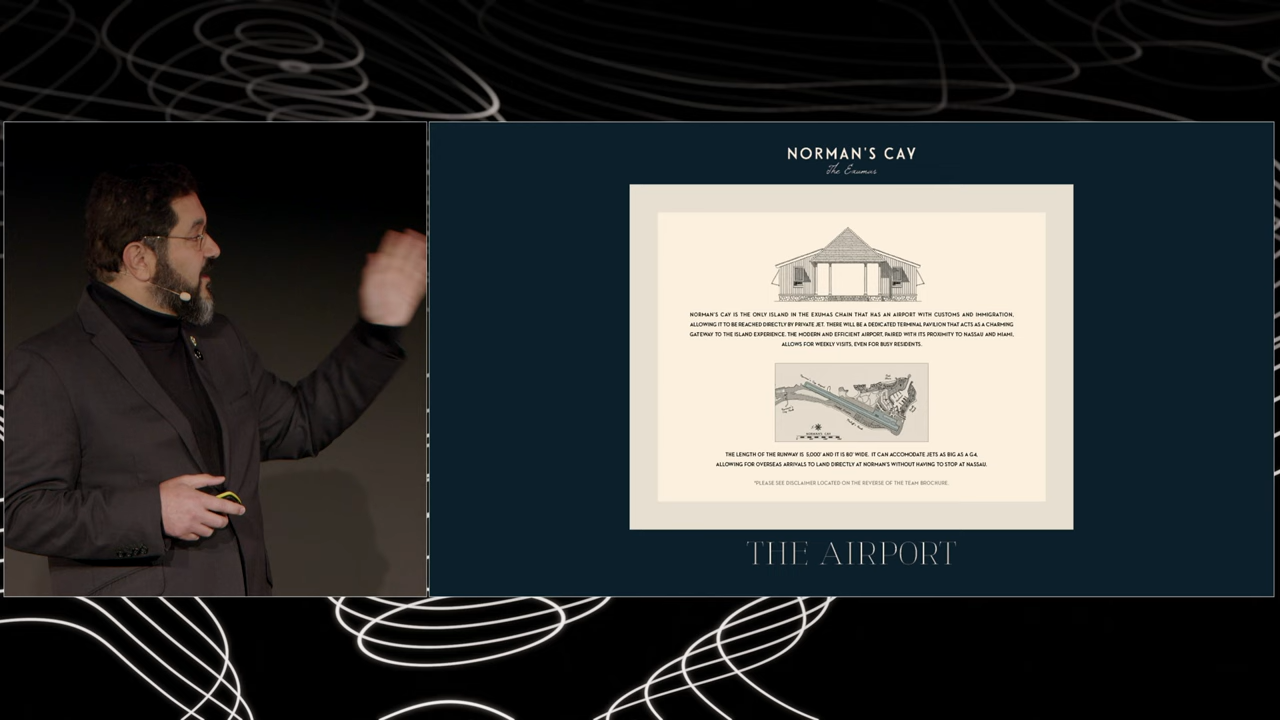 NORMAN'S CAY
The Exumas
NORMAN'S CAY IS THE ONLY ISLAND IN THE EXUMAS CHAIN THAT HAS AN AIRPORT WITH CUSTOMS AND IMMIGRATION,
ALLOWING IT TO BE REACHED DIRECTLY BY PRIVATE JET. THERE WILL BE A DEDICATED TERMINAL PAVILION THAT ACTS AS A CHARMING
GATEWAY TO THE ISLAND EXPERIENCE. THE MODERN AND EFFICIENT AIRPORT, PAIRED WITH ITS PROXIMITY TO NASSAU AND MIAMI,
ALLOWS FOR WEEKLY VISITS, EVEN FOR BUSY RESIDENTS.
NORMAN'S CAY
THE LENGTH OF THE RUNWAY IS 5,000' AND IT IS 80' WIDE. IT CAN ACCOMODATE JETS AS BIG AS A G4,
ALLOWING FOR OVERSEAS ARRIVALS TO LAND DIRECTLY AT NORMAN'S WITHOUT HAVING TO STOP AT NASSAU.
*PLEASE SEE DISCLAIMER LOCATED ON THE REVERSE OF THE TEAM BROCHURE.
THE AIRPORT